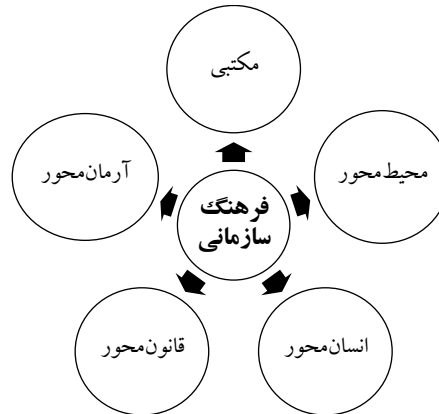 مکتبی
محیط‌محور
آرمان‌محور
فرهنگ
سازمانی
انسان‌محور
قانون‌محور